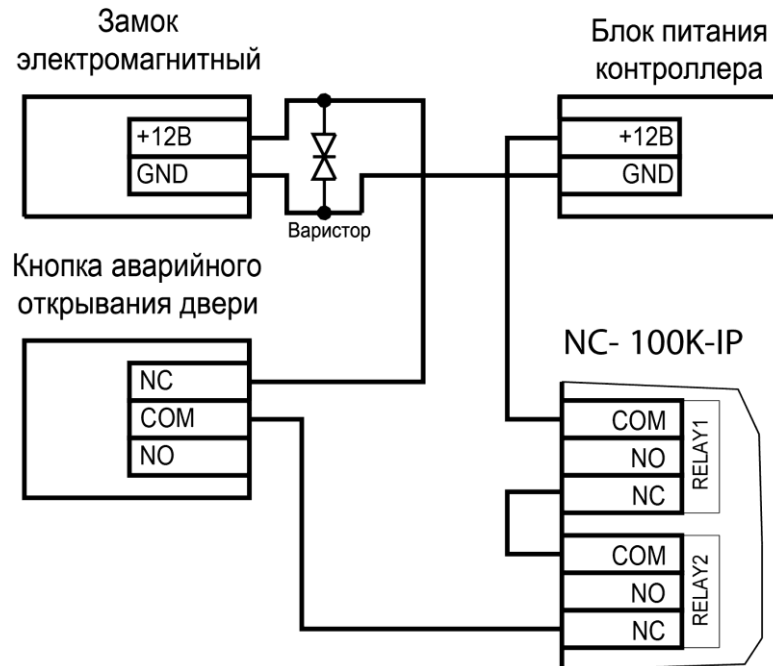 Замок
электромагнитный
+12В
GND
Варистор
Блок питания
контроллера
+12В
GND
Кнопка аварийного
открывания двери
NC
COM
NO
NC- 100K-IP
COM
NO
NC
RELAY1
COM
NO
NC
RELAY2